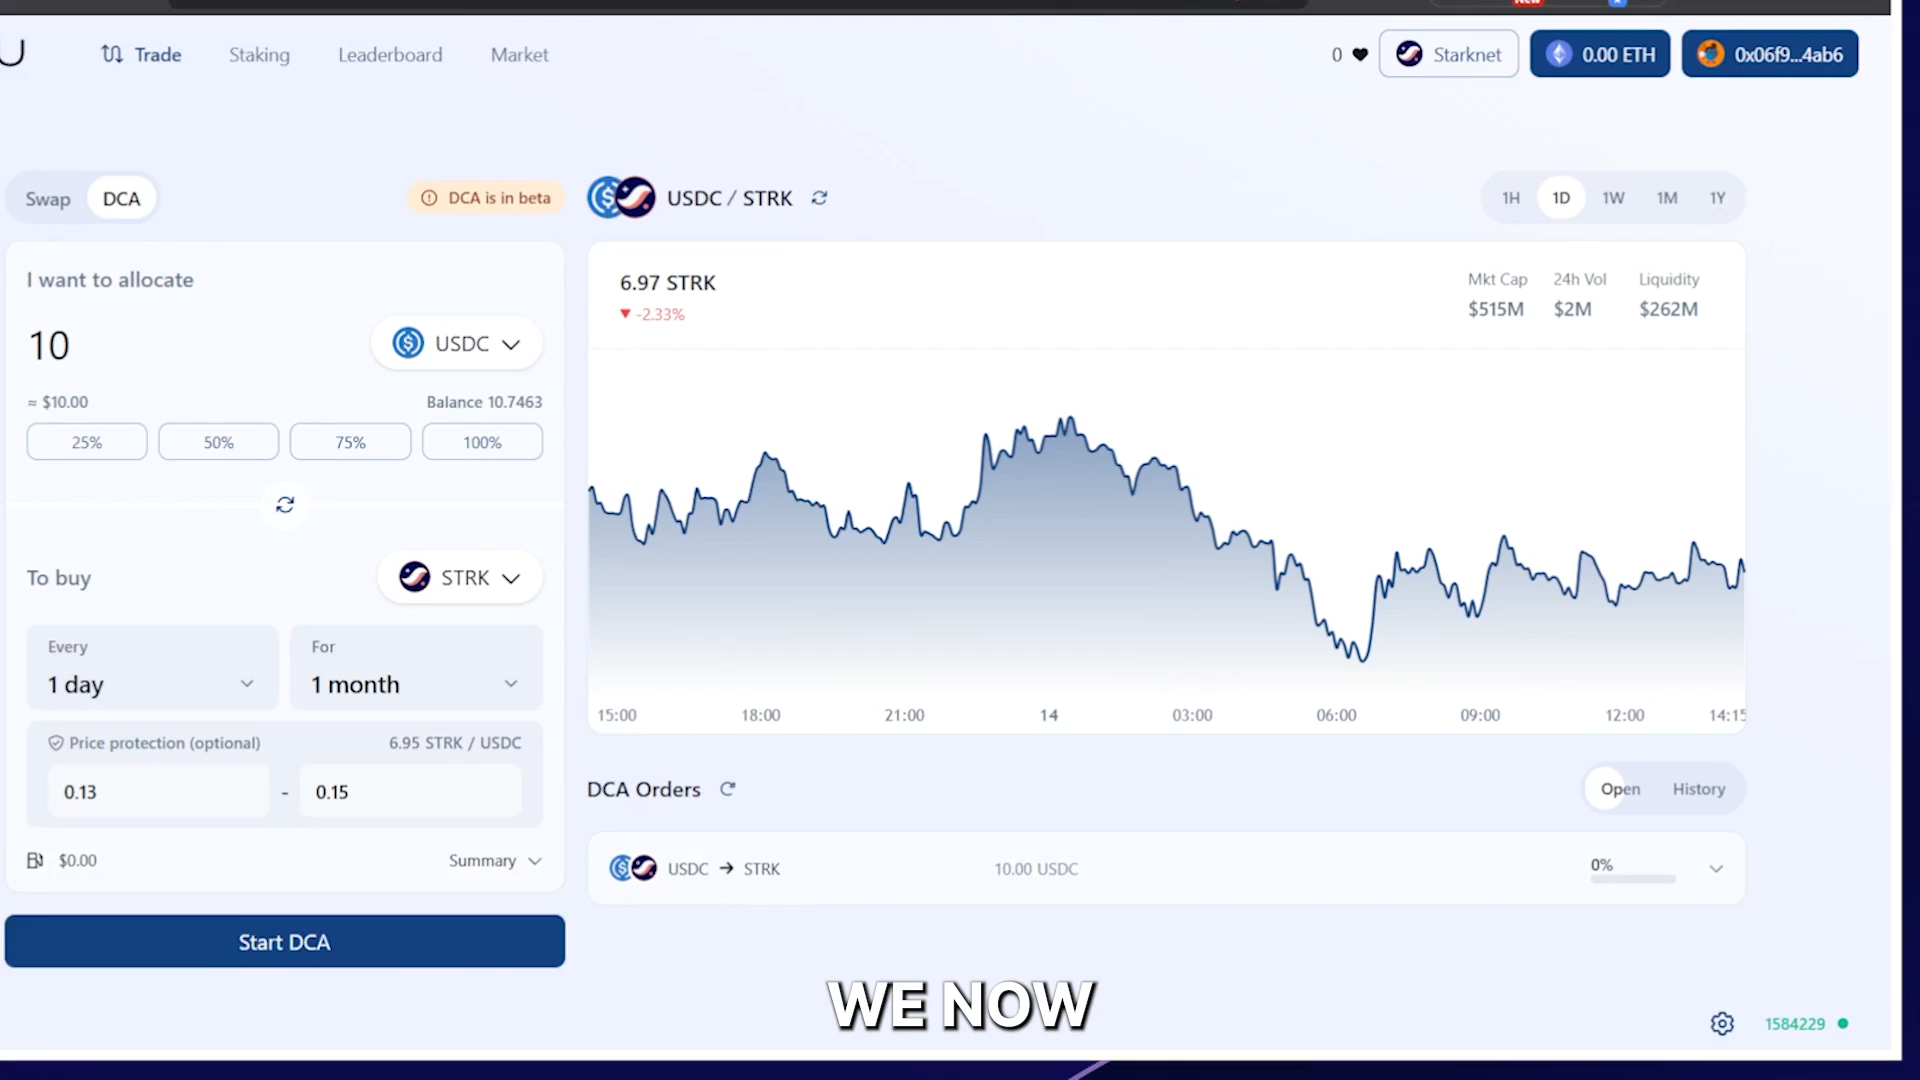 U
Trade
Staking
Leaderboard
Market
0
Starknet
0.00 ETH
0x06f9...4ab6
Swap
DCA
DCA is in beta
I want to allocate
10
USDC
≈ $10.00
Balance 10.7463
25%
50%
75%
100%
To buy
STRK
Every
1 day
For
1 month
Price protection (optional)
6.95 STRK / USDC
0.13
-
0.15
$0.00
Summary
Start DCA
USDC / STRK
1H
1D
1W
1M
1Y
6.97 STRK
-2.33%
Mkt Cap
$515M
24h Vol
$2M
Liquidity
$262M
15:00
18:00
21:00
14
03:00
06:00
09:00
12:00
14:15
DCA Orders
Open
History
USDC → STRK
10.00 USDC
0%
WE NOW
1584229